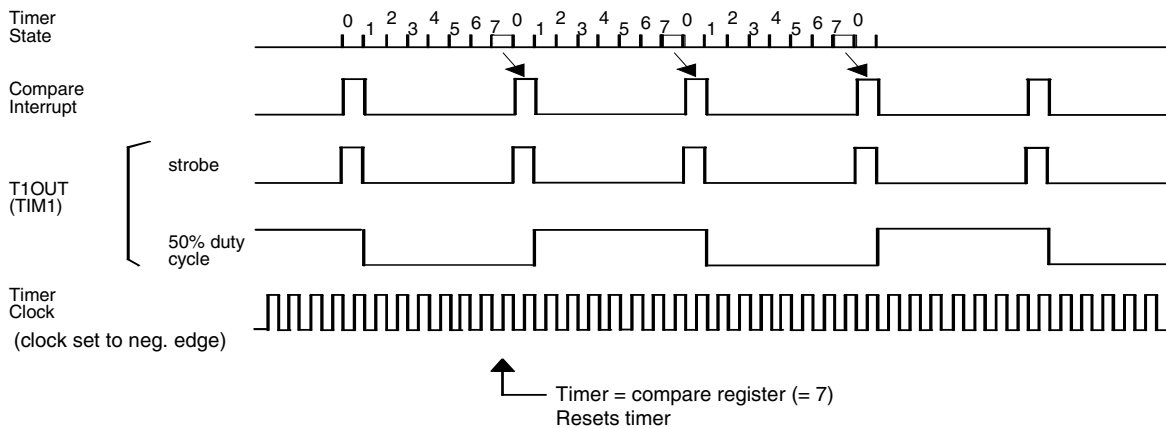 Timer
State
0 1 2 3 4 5 6 7 0 1 2 3 4 5 6 7 0 1 2 3 4 5 6 7 0
Compare
Interrupt
strobe
T1OUT
(TIM1)
50% duty
cycle
Timer
Clock
(clock set to neg. edge)
Timer = compare register (= 7)
Resets timer